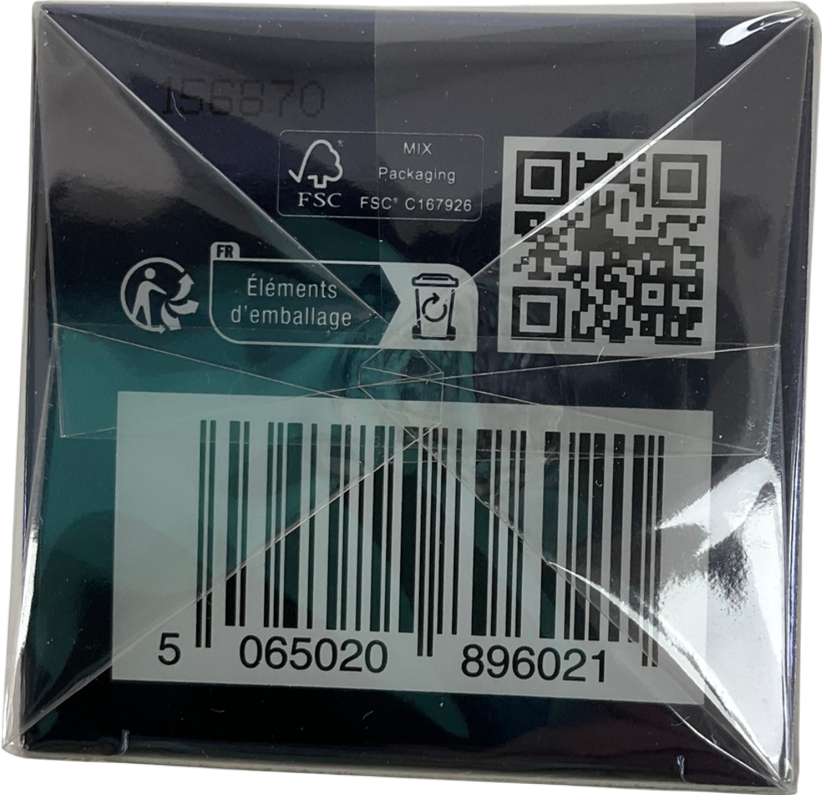 156870
MIX
Packaging
FSC
FSC® C167926
FR
Éléments
d'emballage
5 065020 896021